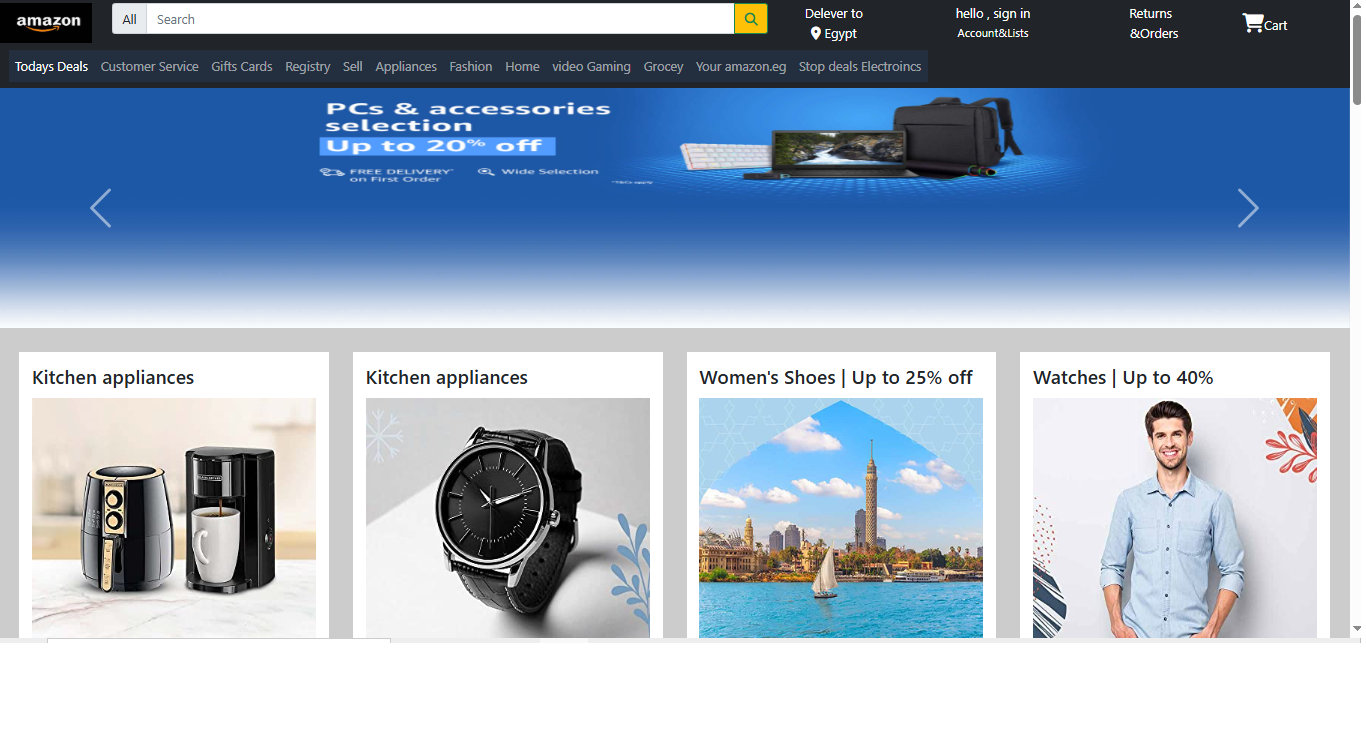 amazon
All
Search
Delever to
Egypt
hello , sign in
Account&Lists
Returns
&Orders
Cart
Todays Deals Customer Service Gifts Cards Registry Sell Appliances Fashion Home video Gaming Grocey Your amazon.eg Stop deals Electroincs
PCs & accessories
selection
Up to 20% off
FREE DELIVERY*
on First Order
Wide Selection
Kitchen appliances
Kitchen appliances
Women's Shoes | Up to 25% off
Watches | Up to 40%